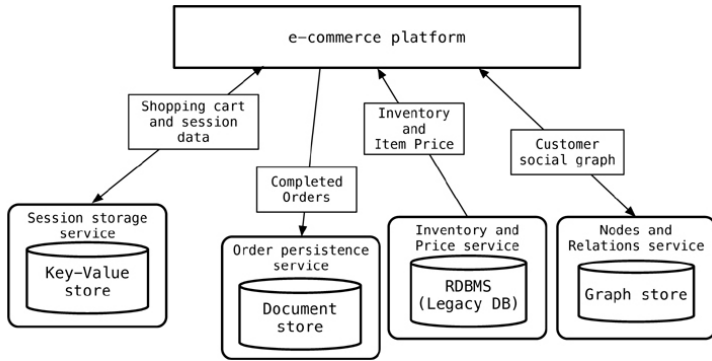 e-commerce platform
Shopping cart
and session
data
Completed
Orders
Inventory
and
Item Price
Customer
social graph
Session storage
service
Key-Value
store
Order persistence
service
Document
store
Inventory and
Price service
RDBMS
(Legacy DB)
Nodes and
Relations service
Graph store